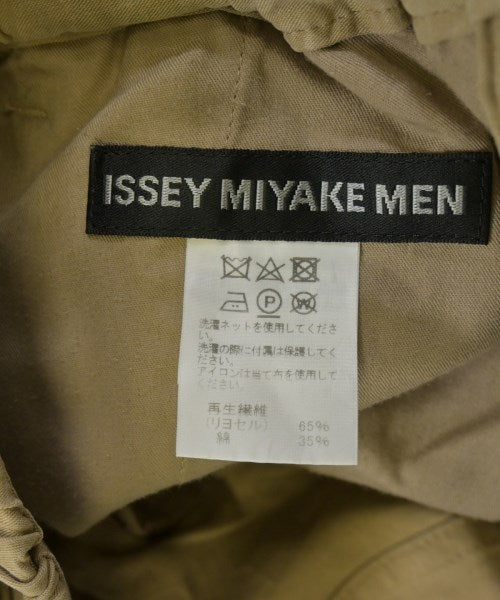 ISSEY MIYAKE MEN
P W
洗濯ネットを使用してくださ
い。
洗濯の際に付属は保護してく
ださい。
アイロンは当て布を使用して
ください。
再生繊維
(リヨセル) 65%
綿 35%